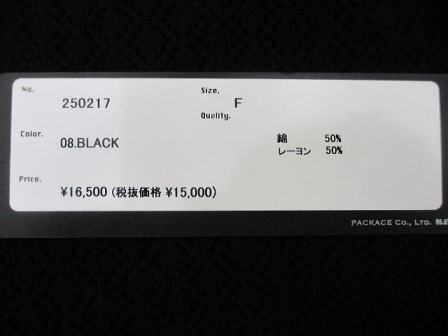 No. 250217 Size. F
Quality.
Color. 08.BLACK 綿 50%
レーヨン 50%
Price. ¥16,500 (税抜価格 ¥15,000)
PACKAGE CO., LTD.